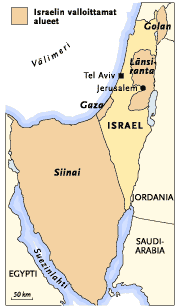 Israelin valloittamat
alueet
Golan
Välimeri
Länsi-
ranta
Tel Aviv
Jerusalem
Gaza
ISRAEL
Siinai
JORDANIA
SAUDI-
ARABIA
Suezinlahti
EGYPTI
50 km